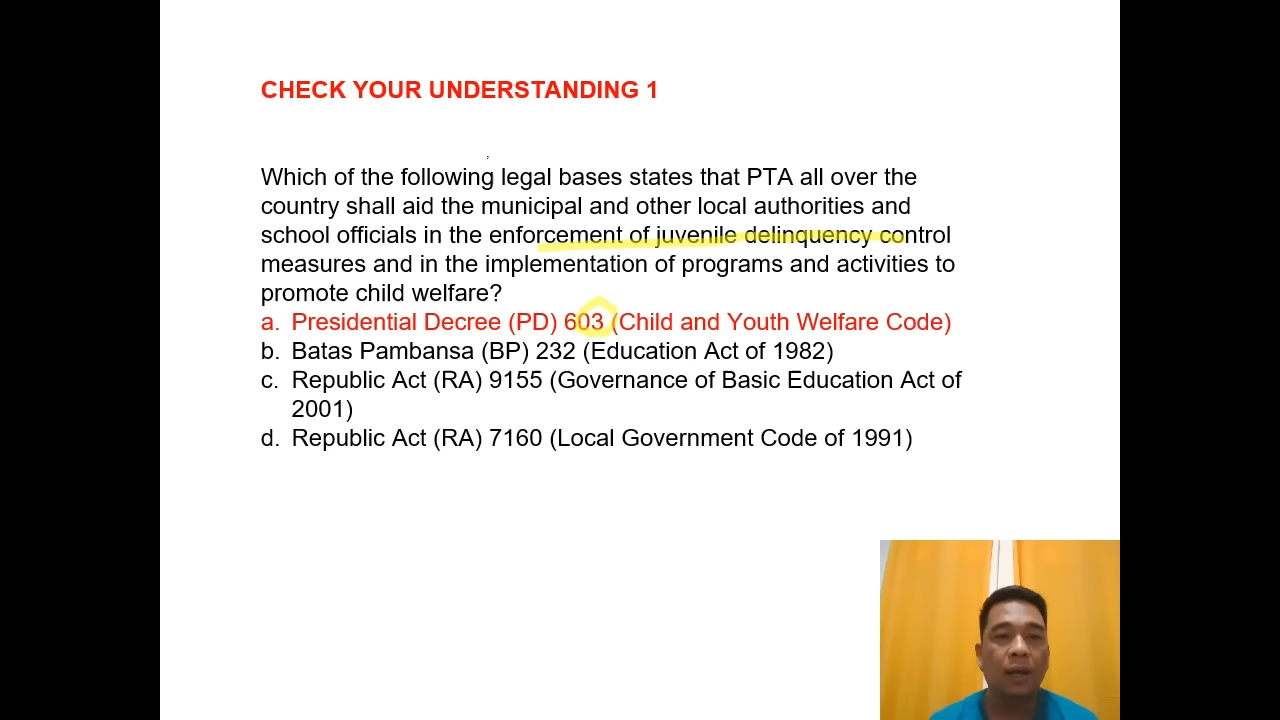 CHECK YOUR UNDERSTANDING 1
Which of the following legal bases states that PTA all over the
country shall aid the municipal and other local authorities and
school officials in the enforcement of juvenile delinquency control
measures and in the implementation of programs and activities to
promote child welfare?
a. Presidential Decree (PD) 603 (Child and Youth Welfare Code)
b. Batas Pambansa (BP) 232 (Education Act of 1982)
c. Republic Act (RA) 9155 (Governance of Basic Education Act of
2001)
d. Republic Act (RA) 7160 (Local Government Code of 1991)